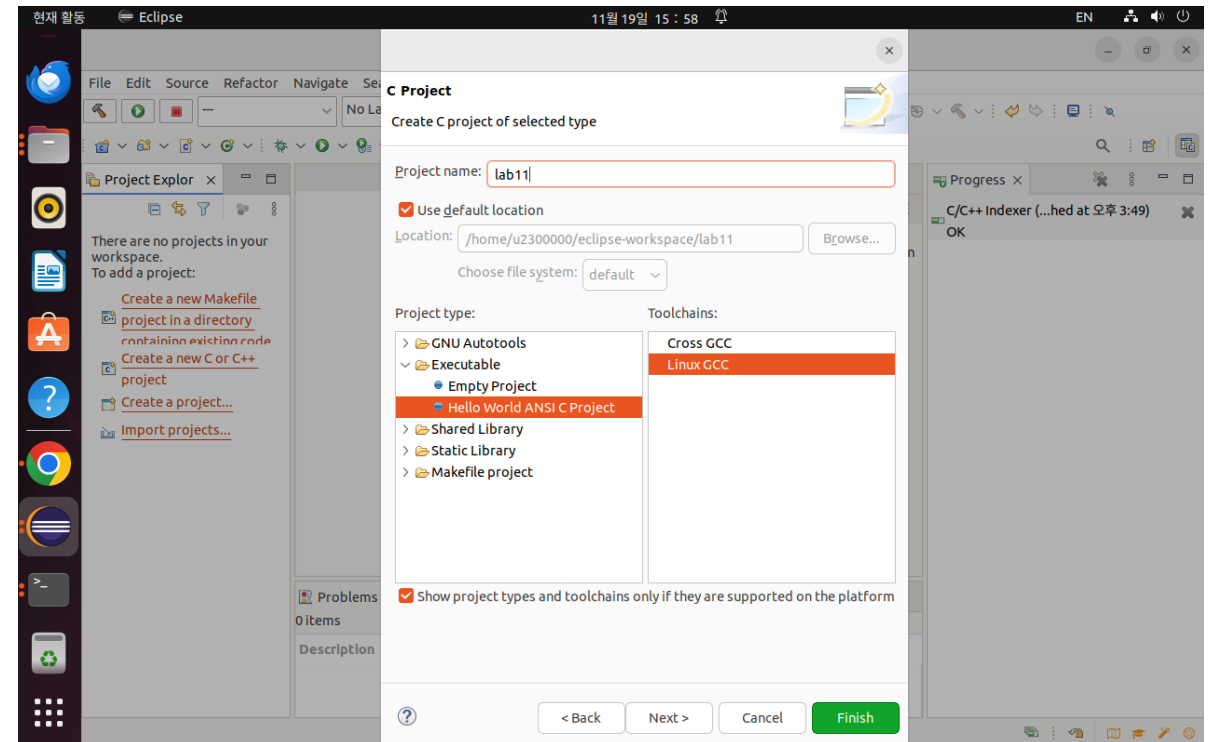 현재 활동 Eclipse 11월 19일 15 : 58 EN
File Edit Source Refactor Navigate
C Project
Create C project of selected type
Project name: lab11
Use default location
Location: /home/u2300000/eclipse-workspace/lab11 Browse...
Choose file system: default
Project type: Toolchains:
GNU Autotools
Executable
Empty Project
Hello World ANSI C Project
Shared Library
Static Library
Makefile project
Cross GCC
Linux GCC
Show project types and toolchains only if they are supported on the platform
< Back Next > Cancel Finish
Project Explor
There are no projects in your
workspace.
To add a project:
Create a new Makefile
project in a directory
containing existing code
Create a new C or C++
project
Create a project...
Import projects...
Problems
0 items
Description
Progress
C/C++ Indexer (...hed at 오후 3:49)
OK